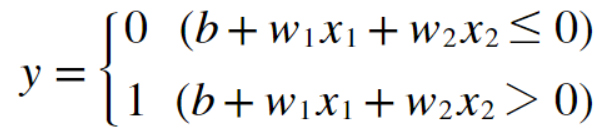 y = { 0 (b + w₁x₁ + w₂x₂ ≤ 0)
1 (b + w₁x₁ + w₂x₂ > 0)